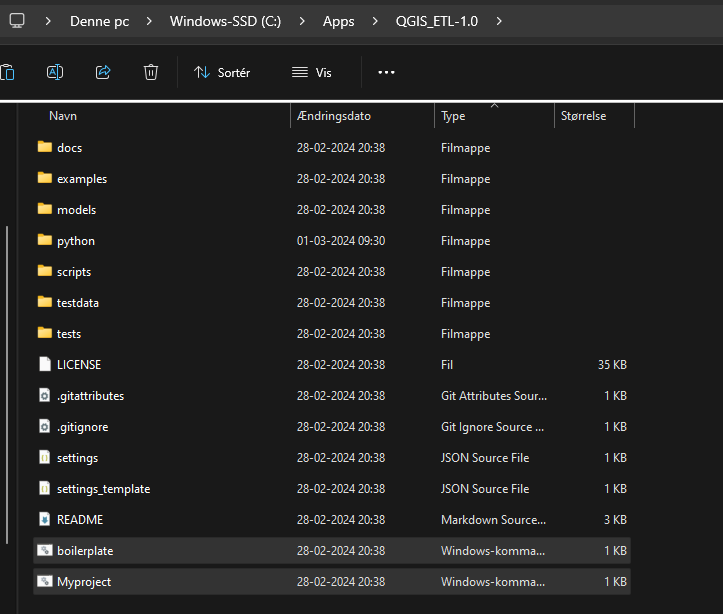 Denne pc > Windows-SSD (C:) > Apps > QGIS_ETL-1.0 >
Sortér Vis ...
Navn Ændringsdato Type Størrelse
docs 28-02-2024 20:38 Filmappe
examples 28-02-2024 20:38 Filmappe
models 28-02-2024 20:38 Filmappe
python 01-03-2024 09:30 Filmappe
scripts 28-02-2024 20:38 Filmappe
testdata 28-02-2024 20:38 Filmappe
tests 28-02-2024 20:38 Filmappe
LICENSE 28-02-2024 20:38 Fil 35 KB
.gitattributes 28-02-2024 20:38 Git Attributes Sour... 1 KB
.gitignore 28-02-2024 20:38 Git Ignore Source ... 1 KB
settings 28-02-2024 20:38 JSON Source File 1 KB
settings_template 28-02-2024 20:38 JSON Source File 1 KB
README 28-02-2024 20:38 Markdown Source... 3 KB
boilerplate 28-02-2024 20:38 Windows-komma... 1 KB
Myproject 28-02-2024 20:38 Windows-komma... 1 KB